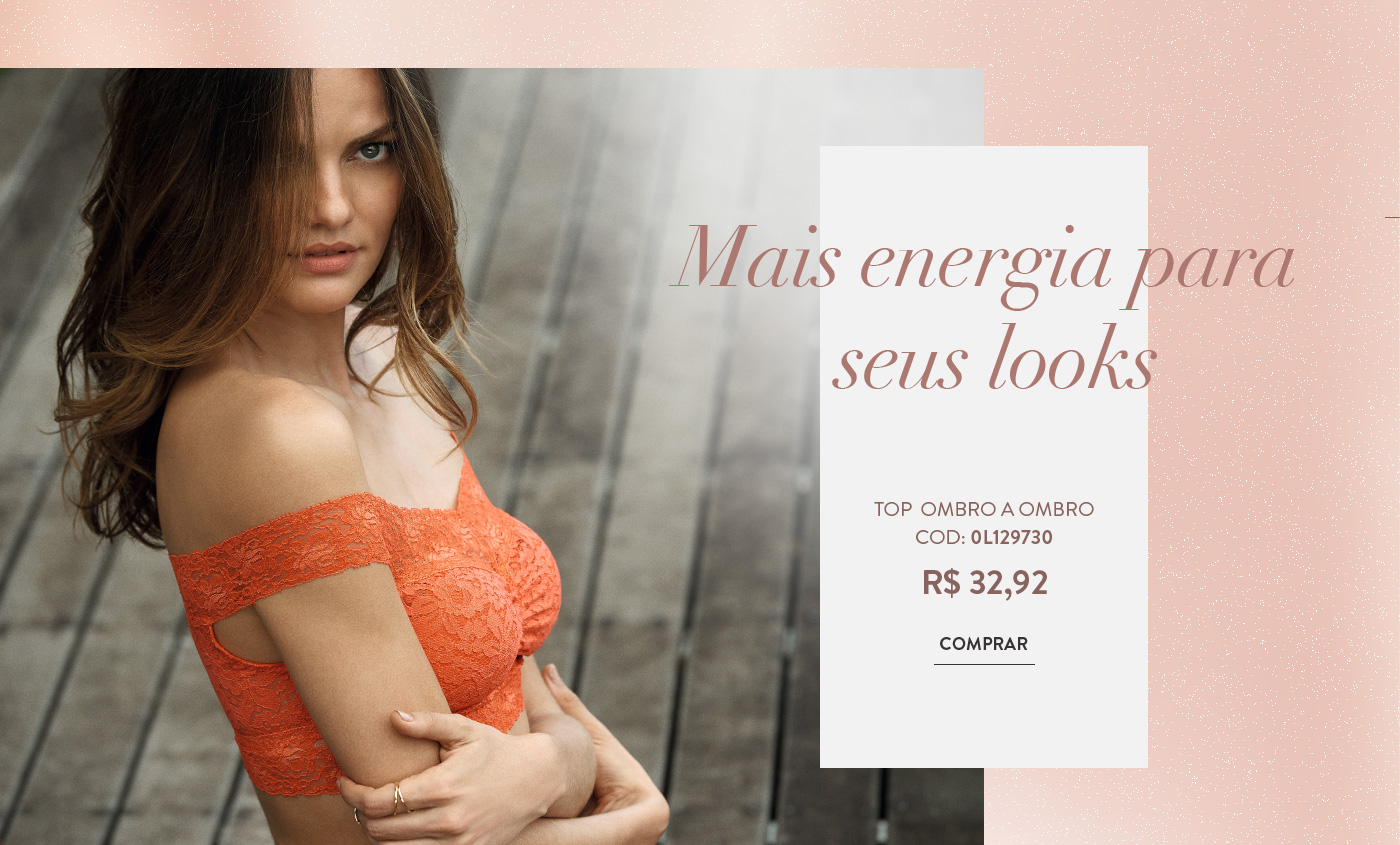 Mais energia para
seus looks
TOP OMBRO A OMBRO
COD: 0L129730
R$ 32,92
COMPRAR